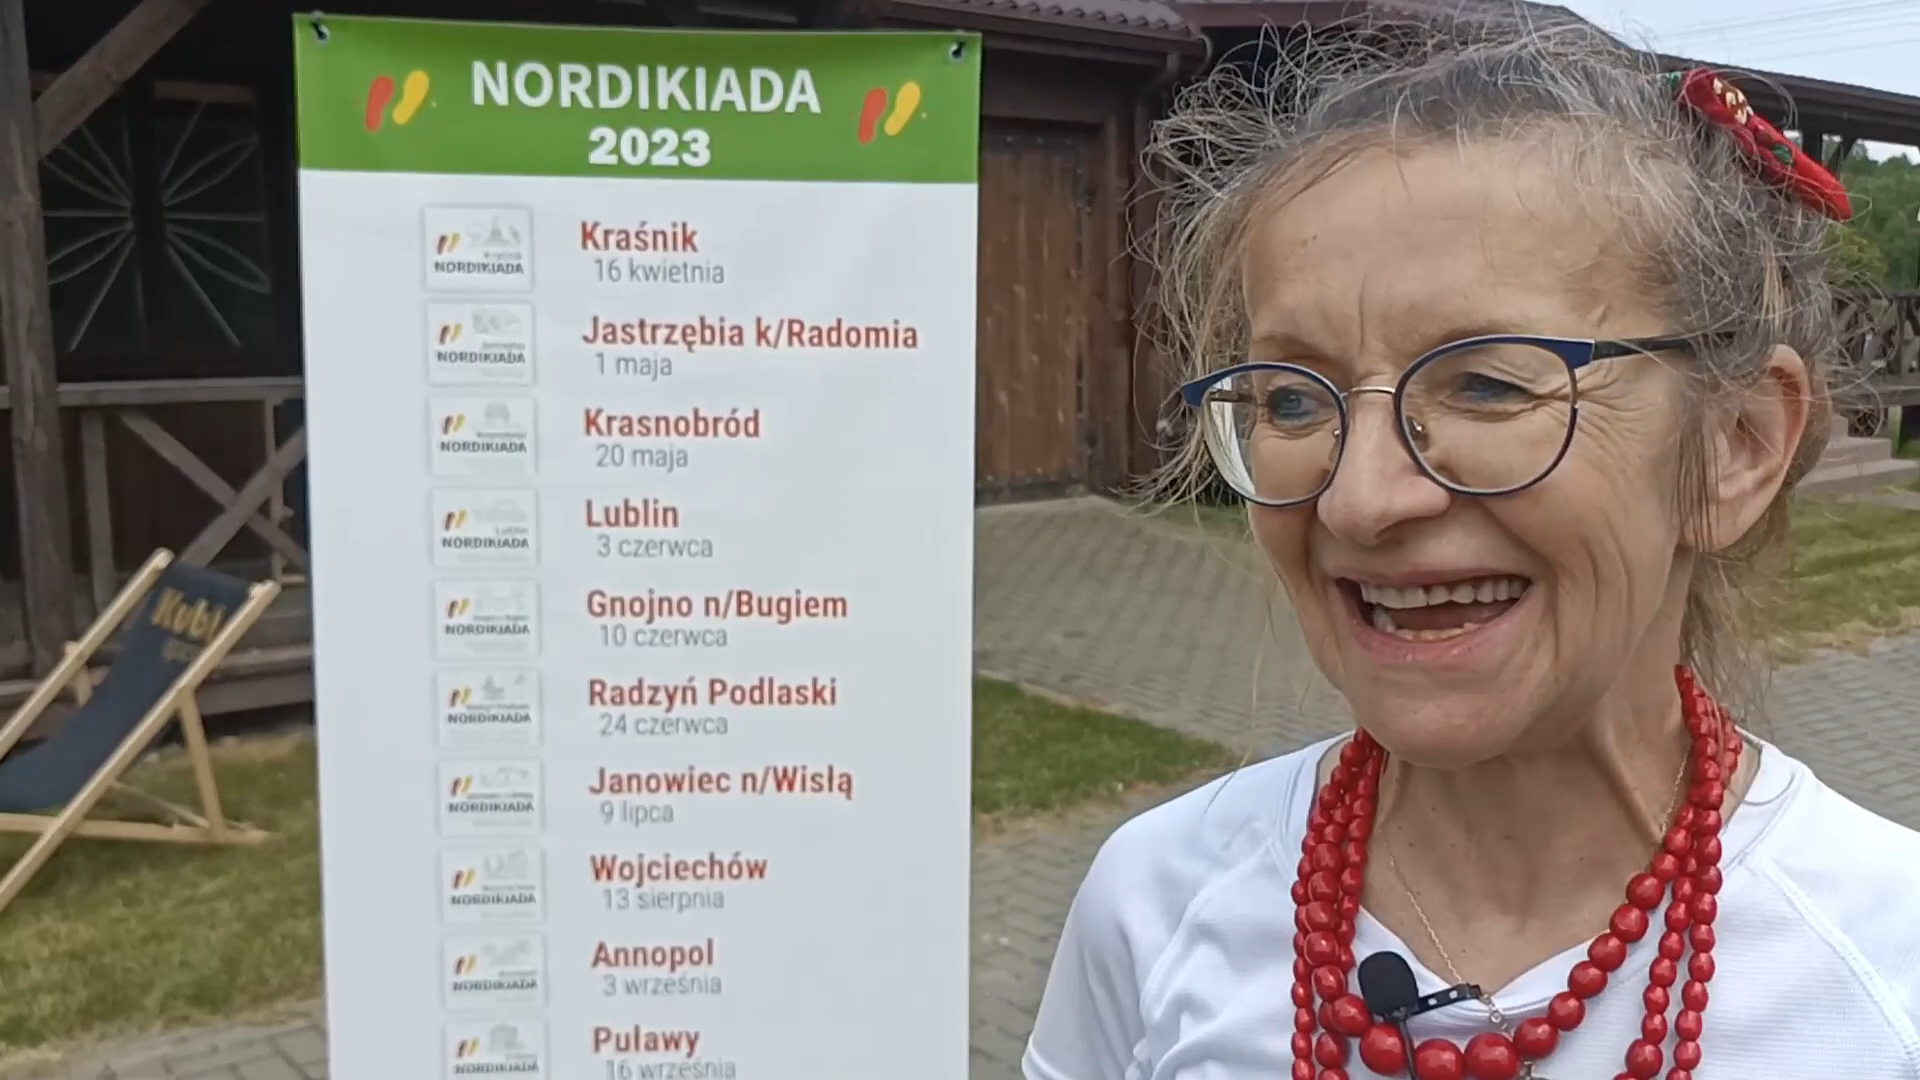 NORDIKIADA
2023
Kraśnik
16 kwietnia
NORDIKIADA
Jastrzębia k/Radomia
1 maja
NORDIKIADA
Krasnobród
20 maja
NORDIKIADA
Lublin
3 czerwca
Lublin
NORDIKIADA
Gnojno n/Bugiem
10 czerwca
NORDIKIADA
Radzyń Podlaski
24 czerwca
NORDIKIADA
Janowiec n/Wisłą
9 lipca
NORDIKIADA
Wojciechów
13 sierpnia
NORDIKIADA
Annopol
3 września
NORDIKIADA
Puławy
16 września
NORDIKIADA